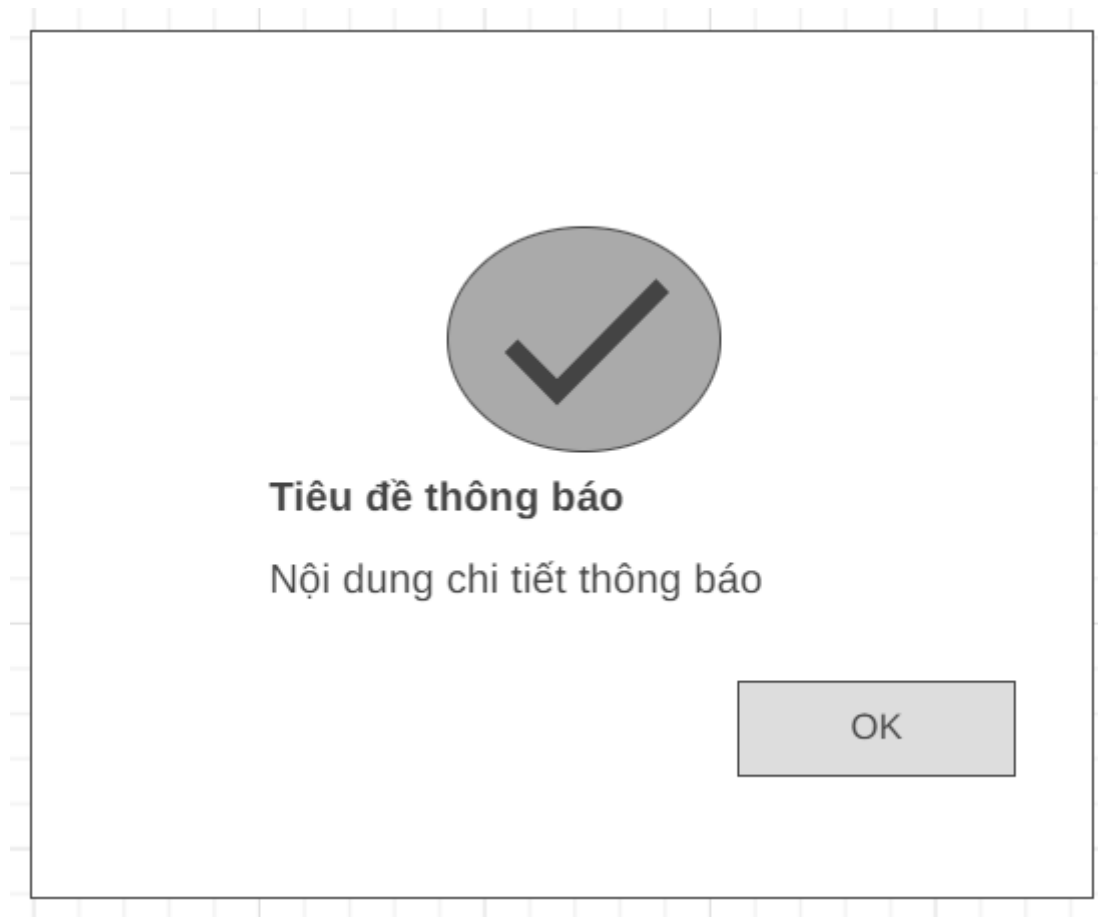 Tiêu đề thông báo
Nội dung chi tiết thông báo
OK